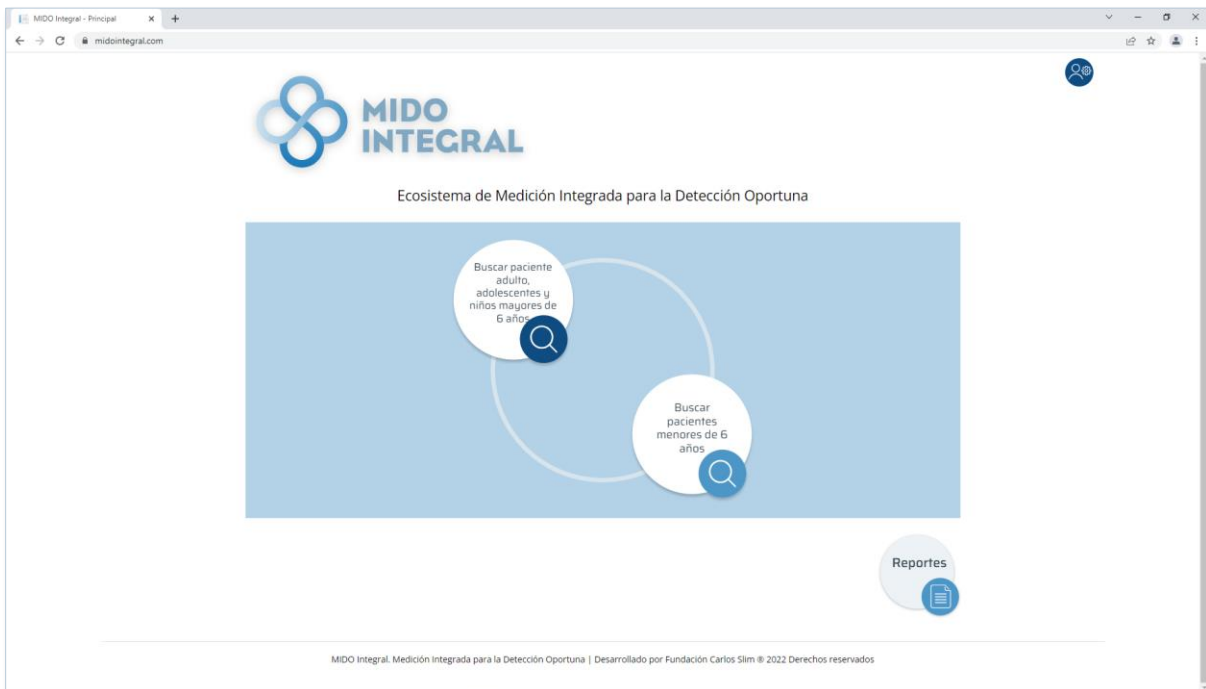 MIDO Integral - Principal
midointegral.com
MIDO
INTEGRAL
Ecosistema de Medición Integrada para la Detección Oportuna
Buscar paciente
adulto,
adolescentes y
niños mayores de
6 años
Buscar
pacientes
menores de 6
años
Reportes
MIDO Integral. Medición Integrada para la Detección Oportuna | Desarrollado por Fundación Carlos Slim ® 2022 Derechos reservados